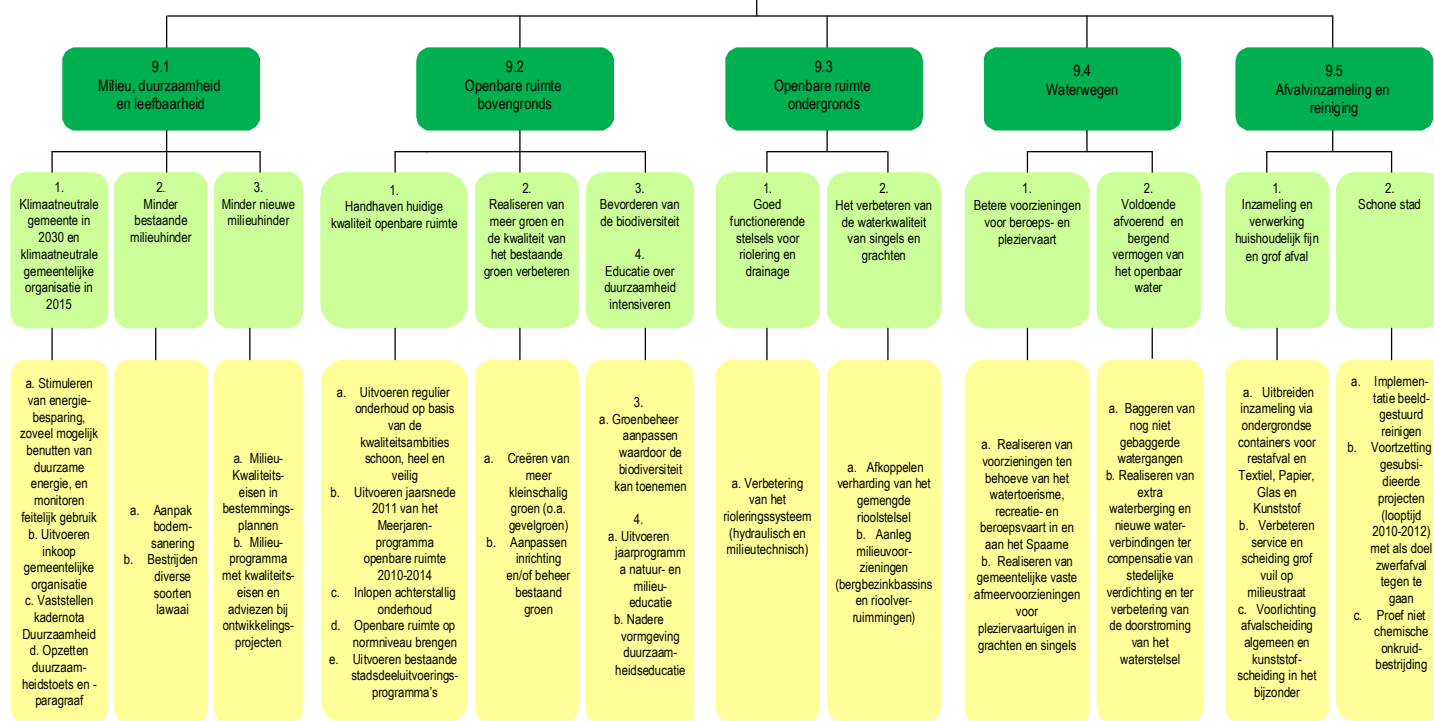 9.1
Milieu, duurzaamheid
en leefbaarheid
9.2
Openbare ruimte
bovengronds
9.3
Openbare ruimte
ondergronds
9.4
Waterwegen
9.5
Afvalinzameling en
reiniging
1.
Klimaatneutrale
gemeente in
2030 en
klimaatneutrale
gemeentelijke
organisatie in
2015
2.
Minder
bestaande
milieuhinder
3.
Minder nieuwe
milieuhinder
1.
Handhaven huidige
kwaliteit openbare ruimte
2.
Realiseren van
meer groen en
de kwaliteit van
het bestaande
groen verbeteren
3.
Bevorderen van
de biodiversiteit
4.
Educatie over
duurzaamheid
intensiveren
1.
Goed
functionerende
stelsels voor
riolering en
drainage
2.
Het verbeteren van
de waterkwaliteit
van singels en
grachten
1.
Betere voorzieningen
voor beroeps- en
pleziervaart
2.
Voldoende
afvoerend en
bergend
vermogen van
het openbaar
water
1.
Inzameling en
verwerking
huishoudelijk fijn
en grof afval
2.
Schone stad
a. Stimuleren
van energie-
besparing,
zoveel mogelijk
benutten van
duurzame
energie, en
monitoren
feitelijk gebruik
b. Uitvoeren
inkoop
gemeentelijke
organisatie
c. Vaststellen
kadernota
Duurzaamheid
d. Opzetten
duurzaam-
heidstoets en -
paragraaf
a. Aanpak
bodem-
sanering
b. Bestrijden
diverse
soorten
lawaai
a. Milieu-
Kwaliteits-
eisen in
bestemmings-
plannen
b. Milieu-
programma
met kwaliteits-
eisen en
adviezen bij
ontwikkelings-
projecten
a. Uitvoeren regulier
onderhoud op basis
van de
kwaliteitsambities
schoon, heel en
veilig
b. Uitvoeren jaarsnede
2011 van het
Meerjaren-
programma
openbare ruimte
2010-2014
c. Inlopen achterstallig
onderhoud
d. Openbare ruimte op
normniveau brengen
e. Uitvoeren bestaande
stadsdeeluitvoerings-
programma's
a. Creëren van
meer
kleinschalig
groen (o.a.
gevelgroen)
b. Aanpassen
inrichting
en/of beheer
bestaand
groen
3.
a. Groenbeheer
aanpassen
waardoor de
biodiversiteit
kan toenemen
4.
a. Uitvoeren
jaarprogramm
a natuur- en
milieu-
educatie
b. Nadere
vormgeving
duurzaam-
heidseducatie
a. Verbetering
van het
rioleringssysteem
(hydraulisch en
milieutechnisch)
a. Afkoppelen
verharding van het
gemengde
rioolstelsel
b. Aanleg
milieuvoor-
zieningen
(bergbezinkbassins
en rioolver-
ruimmingen)
a. Realiseren van
voorzieningen ten
behoeve van het
watertoerisme,
recreatie- en
beroepsvaart in en
aan het Spaarne
b. Realiseren van
gemeentelijke vaste
afmeervoorzieningen
voor
pleziervaartuigen in
grachten en singels
a. Baggeren van
nog niet
gebaggerde
watergangen
b. Realiseren van
extra
waterberging en
nieuwe water-
verbindingen ter
compensatie van
stedelijke
verdichting en ter
verbetering van
de doorstroming
van het
waterstelsel
a. Uitbreiden
inzameling via
ondergrondse
containers voor
restafval en
Textiel, Papier,
Glas en
Kunststof
b. Verbeteren
service en
scheiding grof
vuil op
milieustraat
c. Voorlichting
afvalscheiding
algemeen en
kunststof-
scheiding in het
bijzonder
a. Implemen-
tatie beeld-
gestuurd
reinigen
b. Voortzetting
gesubsi-
dieerde
projecten
(looptijd
2010-2012)
met als doel
zwerfafval
tegen te
gaan
c. Proef niet
chemische
onkruid-
bestrijding